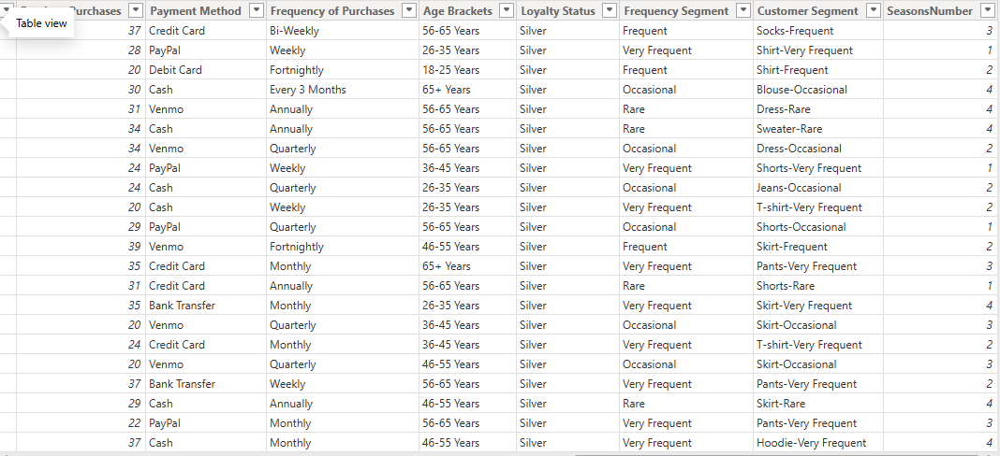 Purchases Payment Method Frequency of Purchases Age Brackets Loyalty Status Frequency Segment Customer Segment SeasonsNumber
Table view
37 Credit Card Bi-Weekly 56-65 Years Silver Frequent Socks-Frequent 3
28 PayPal Weekly 26-35 Years Silver Very Frequent Shirt-Very Frequent 1
20 Debit Card Fortnightly 18-25 Years Silver Frequent Shirt-Frequent 2
30 Cash Every 3 Months 65+ Years Silver Occasional Blouse-Occasional 4
31 Venmo Annually 56-65 Years Silver Rare Dress-Rare 4
34 Cash Annually 56-65 Years Silver Rare Sweater-Rare 4
34 Venmo Quarterly 56-65 Years Silver Occasional Dress-Occasional 2
24 PayPal Weekly 36-45 Years Silver Very Frequent Shorts-Very Frequent 1
24 Cash Quarterly 26-35 Years Silver Occasional Jeans-Occasional 2
20 Cash Weekly 26-35 Years Silver Very Frequent T-shirt-Very Frequent 2
29 PayPal Quarterly 56-65 Years Silver Occasional Shorts-Occasional 1
39 Venmo Fortnightly 46-55 Years Silver Frequent Skirt-Frequent 2
35 Credit Card Monthly 65+ Years Silver Very Frequent Pants-Very Frequent 3
31 Credit Card Annually 56-65 Years Silver Rare Shorts-Rare 1
35 Bank Transfer Monthly 26-35 Years Silver Very Frequent Skirt-Very Frequent 4
20 Venmo Quarterly 36-45 Years Silver Occasional Skirt-Occasional 3
24 Credit Card Monthly 36-45 Years Silver Very Frequent T-shirt-Very Frequent 2
20 Venmo Quarterly 46-55 Years Silver Occasional Skirt-Occasional 3
37 Bank Transfer Weekly 56-65 Years Silver Very Frequent Pants-Very Frequent 2
29 Cash Annually 46-55 Years Silver Rare Skirt-Rare 4
22 PayPal Monthly 56-65 Years Silver Very Frequent Pants-Very Frequent 3
37 Cash Monthly 46-55 Years Silver Very Frequent Hoodie-Very Frequent 4